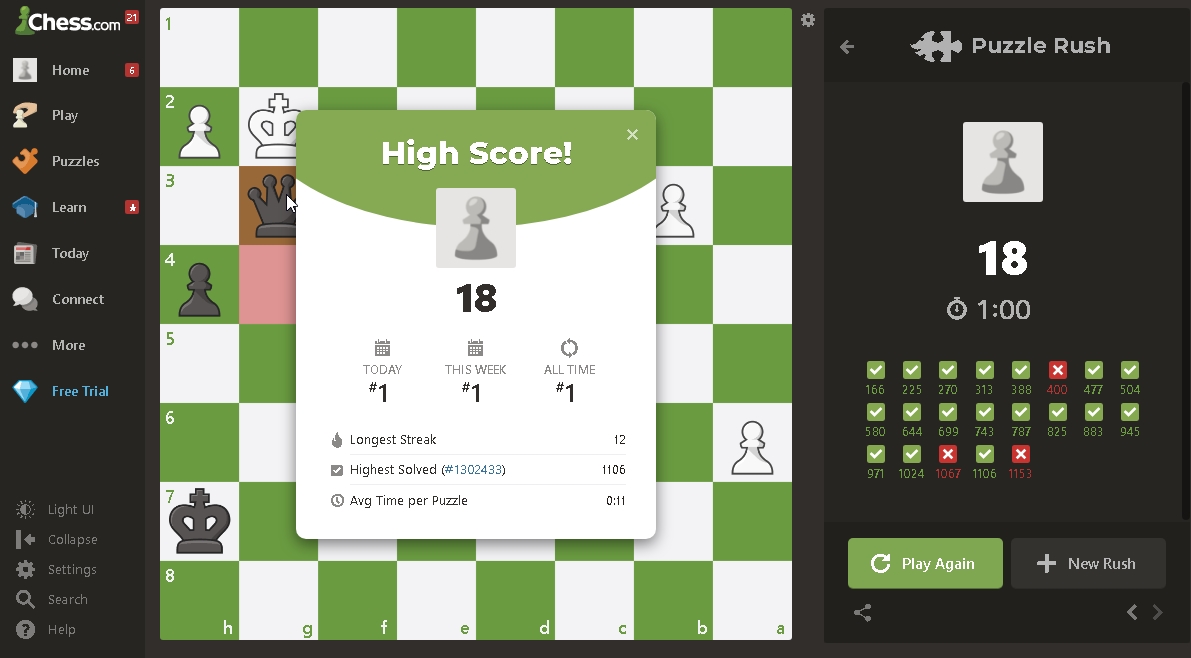 Chess.com 21
Home 6
Play
Puzzles
Learn
Today
Connect
More
Free Trial
Light UI
Collapse
Settings
Search
Help
1
2
3
4
5
6
7
8
h g f e d c b a
High Score!
18
TODAY THIS WEEK ALL TIME
#1 #1 #1
Longest Streak 12
Highest Solved (#1302433) 1106
Avg Time per Puzzle 0:11
Puzzle Rush
18
1:00
166 225 270 313 388 400 477 504
580 644 699 743 787 825 883 945
971 1024 1067 1106 1153
Play Again
New Rush